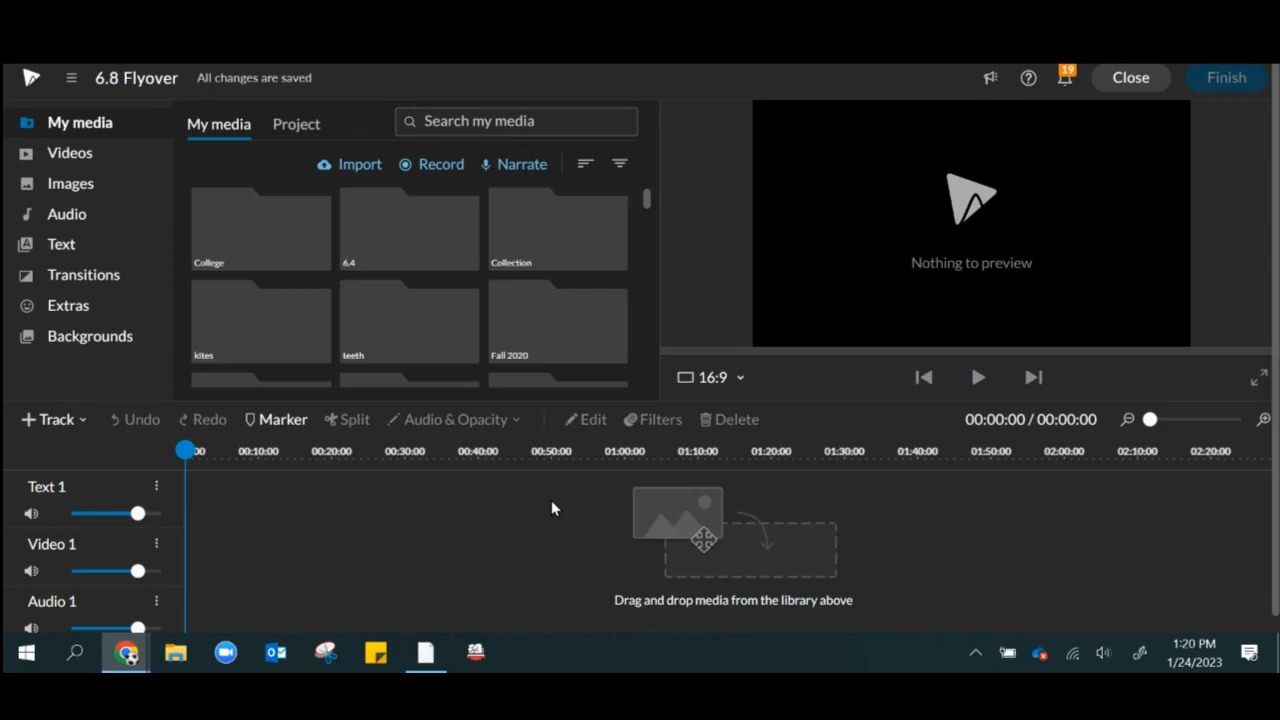 6.8 Flyover
All changes are saved
19
Close
Finish
My media
Videos
Images
Audio
Text
Transitions
Extras
Backgrounds
My media
Project
Search my media
Import
Record
Narrate
College
6.4
Collection
kites
teeth
Fall 2020
Nothing to preview
16:9
Track
Undo
Redo
Marker
Split
Audio & Opacity
Edit
Filters
Delete
00:00:00 / 00:00:00
00:10:00 00:20:00 00:30:00 00:40:00 00:50:00 01:00:00 01:10:00 01:20:00 01:30:00 01:40:00 01:50:00 02:00:00 02:10:00 02:20:00
Text 1
Video 1
Audio 1
Drag and drop media from the library above
1:20 PM
1/24/2023